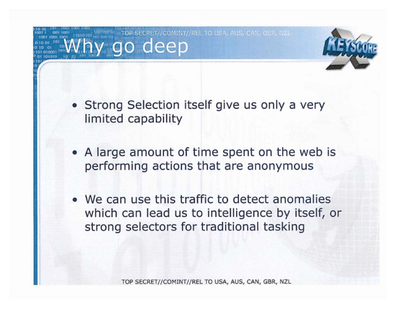 TOP SECRET//COMINT//REL TO USA, AUS, CAN, GBR, NZL
Why go deep
X KEYSCORE
• Strong Selection itself give us only a very
limited capability
• A large amount of time spent on the web is
performing actions that are anonymous
• We can use this traffic to detect anomalies
which can lead us to intelligence by itself, or
strong selectors for traditional tasking
TOP SECRET//COMINT//REL TO USA, AUS, CAN, GBR, NZL